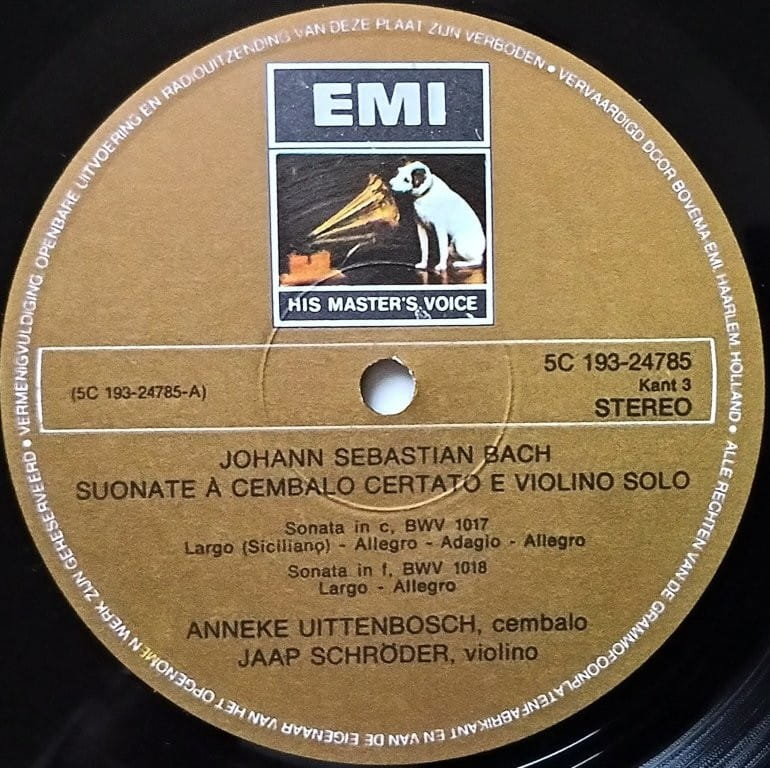 EMI
HIS MASTER'S VOICE
(5C 193-24785-A)
5C 193-24785
Kant 3
STEREO
JOHANN SEBASTIAN BACH
SUONATE À CEMBALO CERTATO E VIOLINO SOLO
Sonata in c, BWV 1017
Largo (Siciliano) - Allegro - Adagio - Allegro
Sonata in f, BWV 1018
Largo - Allegro
ANNEKE UITTENBOSCH, cembalo
JAAP SCHRÖDER, violino
VERMENIGVULDIGING, OPENBARE UITVOERING EN RADIOUITZENDING VAN DEZE PLAAT ZIJN VERBODEN • VERVAARDIGD DOOR BOVEMA-EMI, HAARLEM, HOLLAND • ALLE RECHTEN VAN DE GRAMMOFOONPLATENFABRIKANT EN VAN DE EIGENAAR VAN HET OPGENOMEN WERK ZIJN GERESERVEERD •